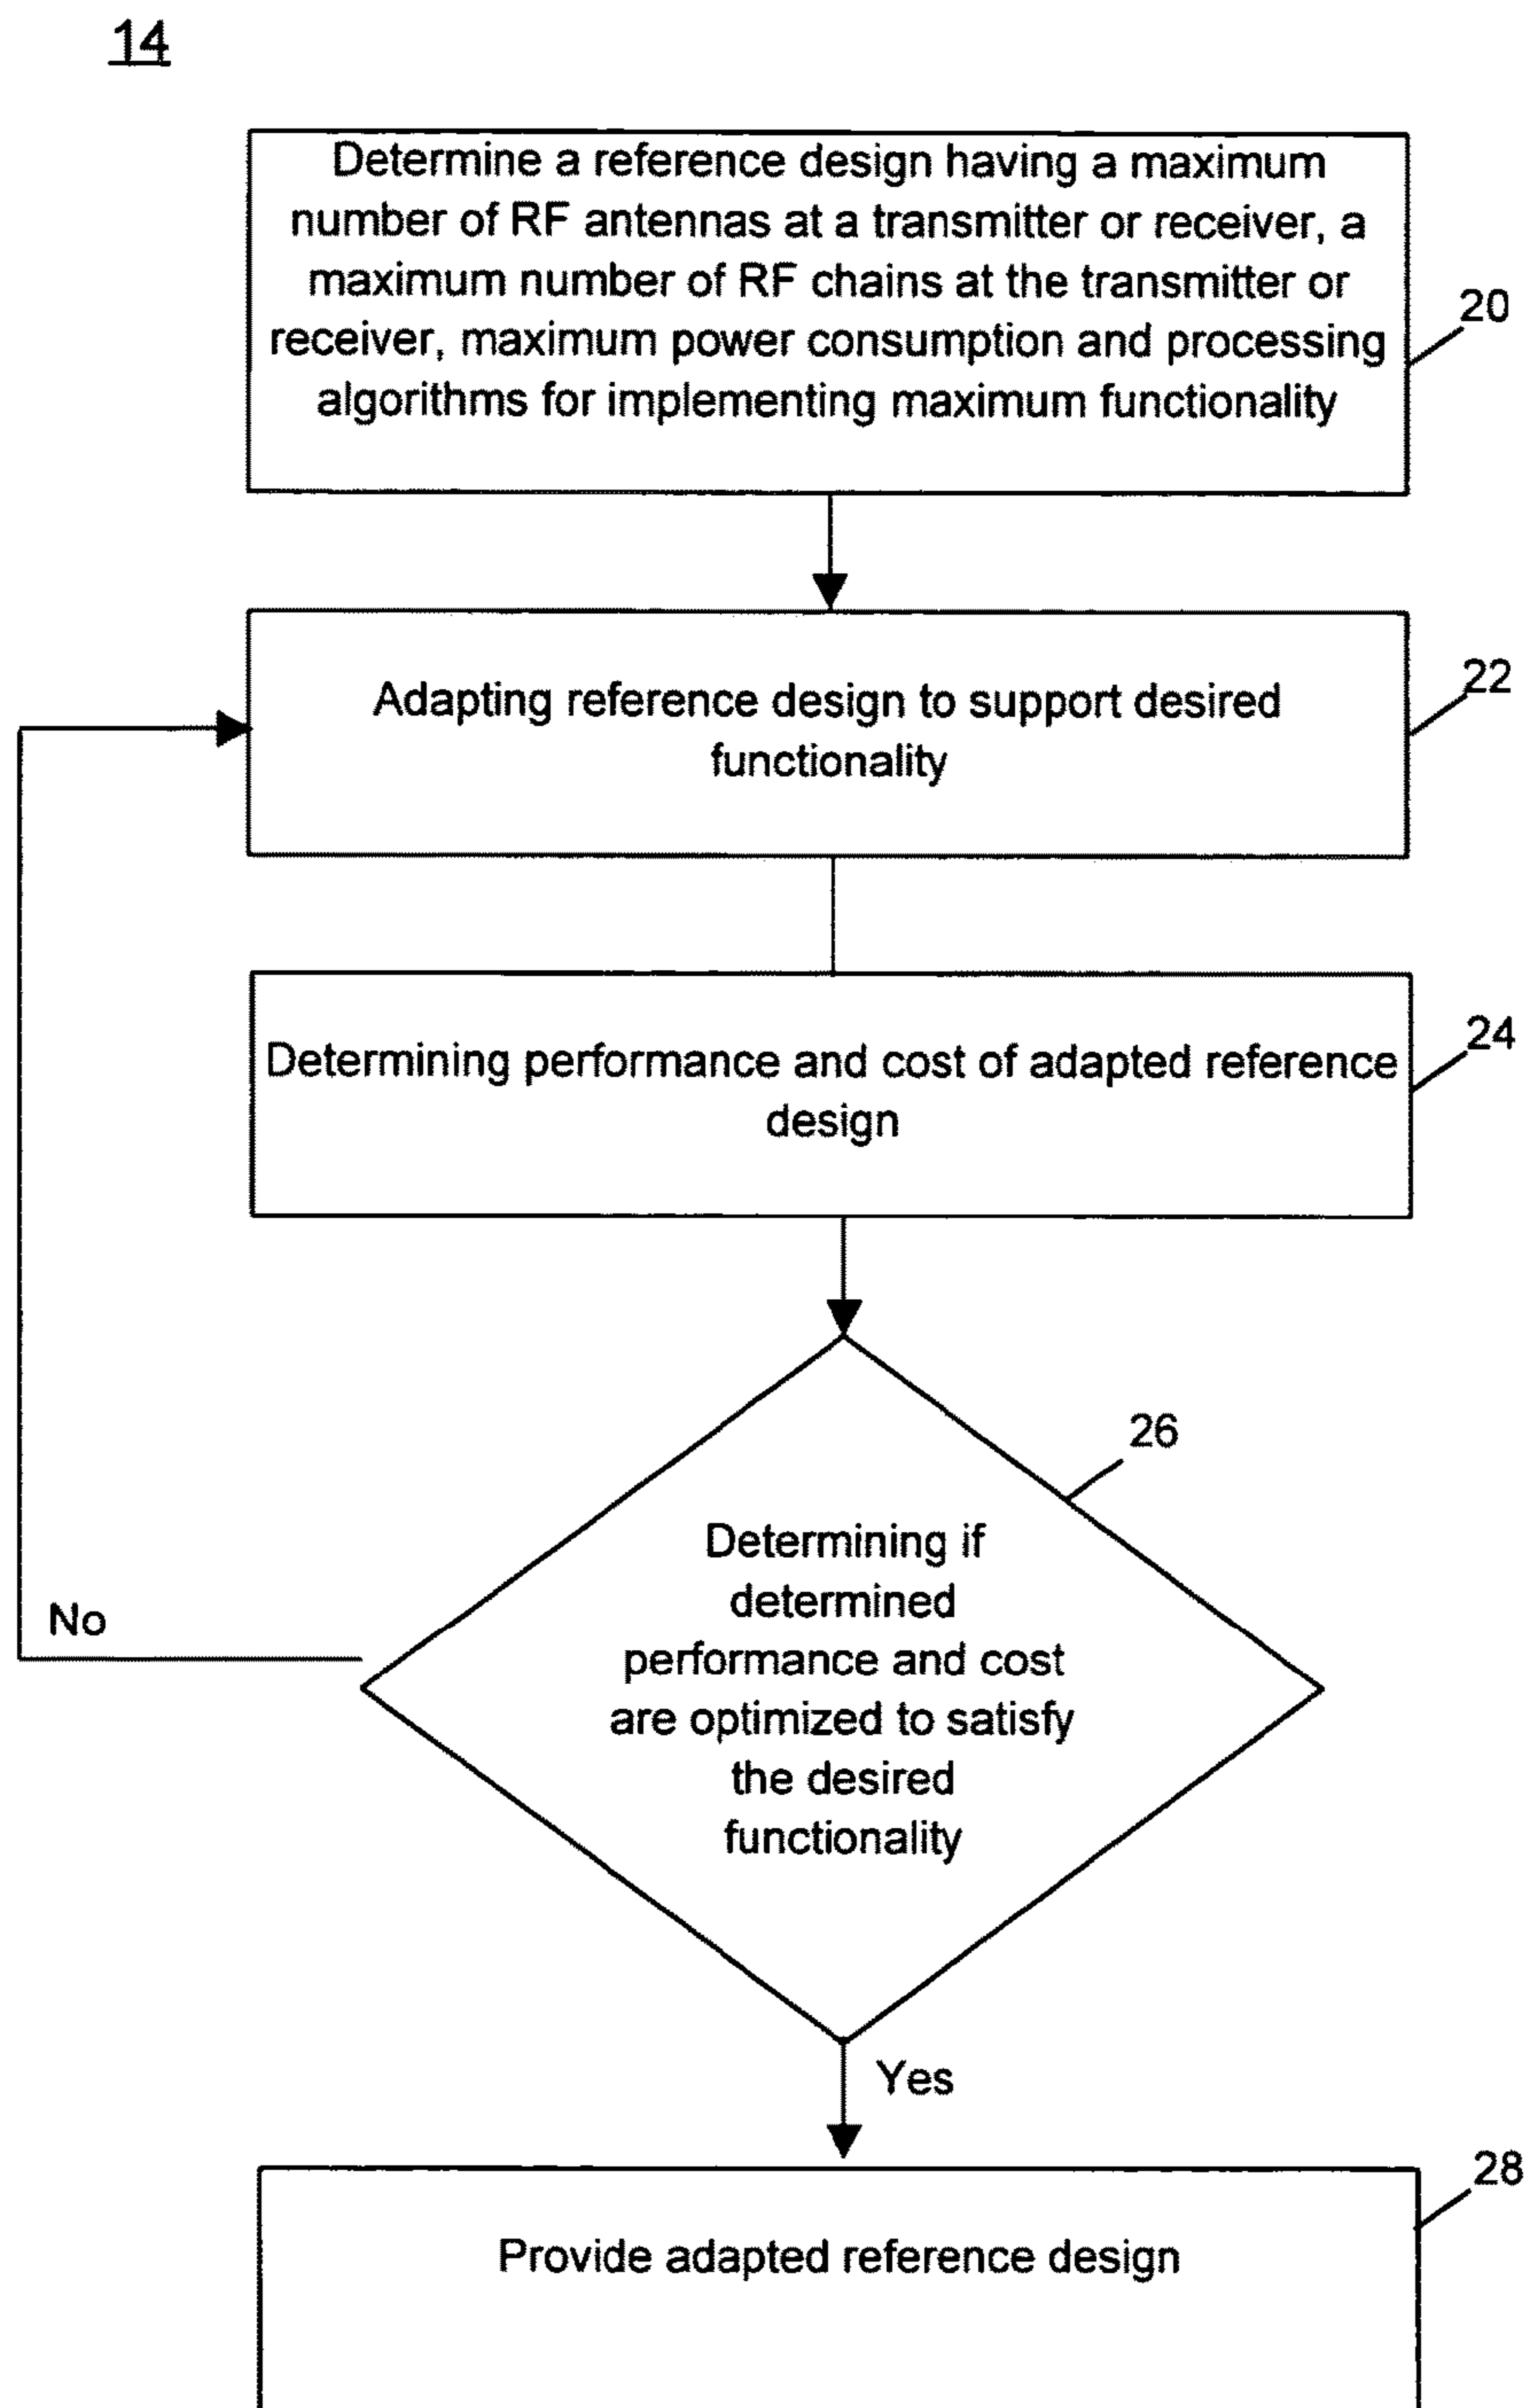 14
Determine a reference design having a maximum
number of RF antennas at a transmitter or receiver, a
maximum number of RF chains at the transmitter or
receiver, maximum power consumption and processing
algorithms for implementing maximum functionality
20
Adapting reference design to support desired
functionality
22
Determining performance and cost of adapted reference
design
24
26
Determining if
determined
performance and cost
are optimized to satisfy
the desired
functionality
No
Yes
28
Provide adapted reference design